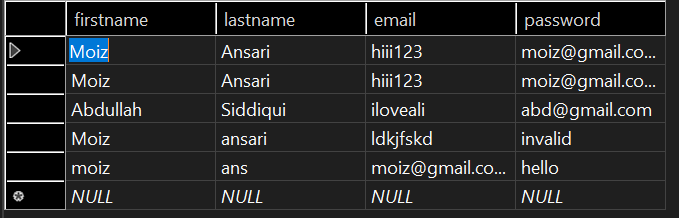 firstname lastname email password
Moiz Ansari hiii123 moiz@gmail.co...
Moiz Ansari hiii123 moiz@gmail.co...
Abdullah Siddiqui iloveali abd@gmail.com
Moiz ansari ldkjfskd invalid
moiz ans moiz@gmail.co... hello
NULL NULL NULL NULL